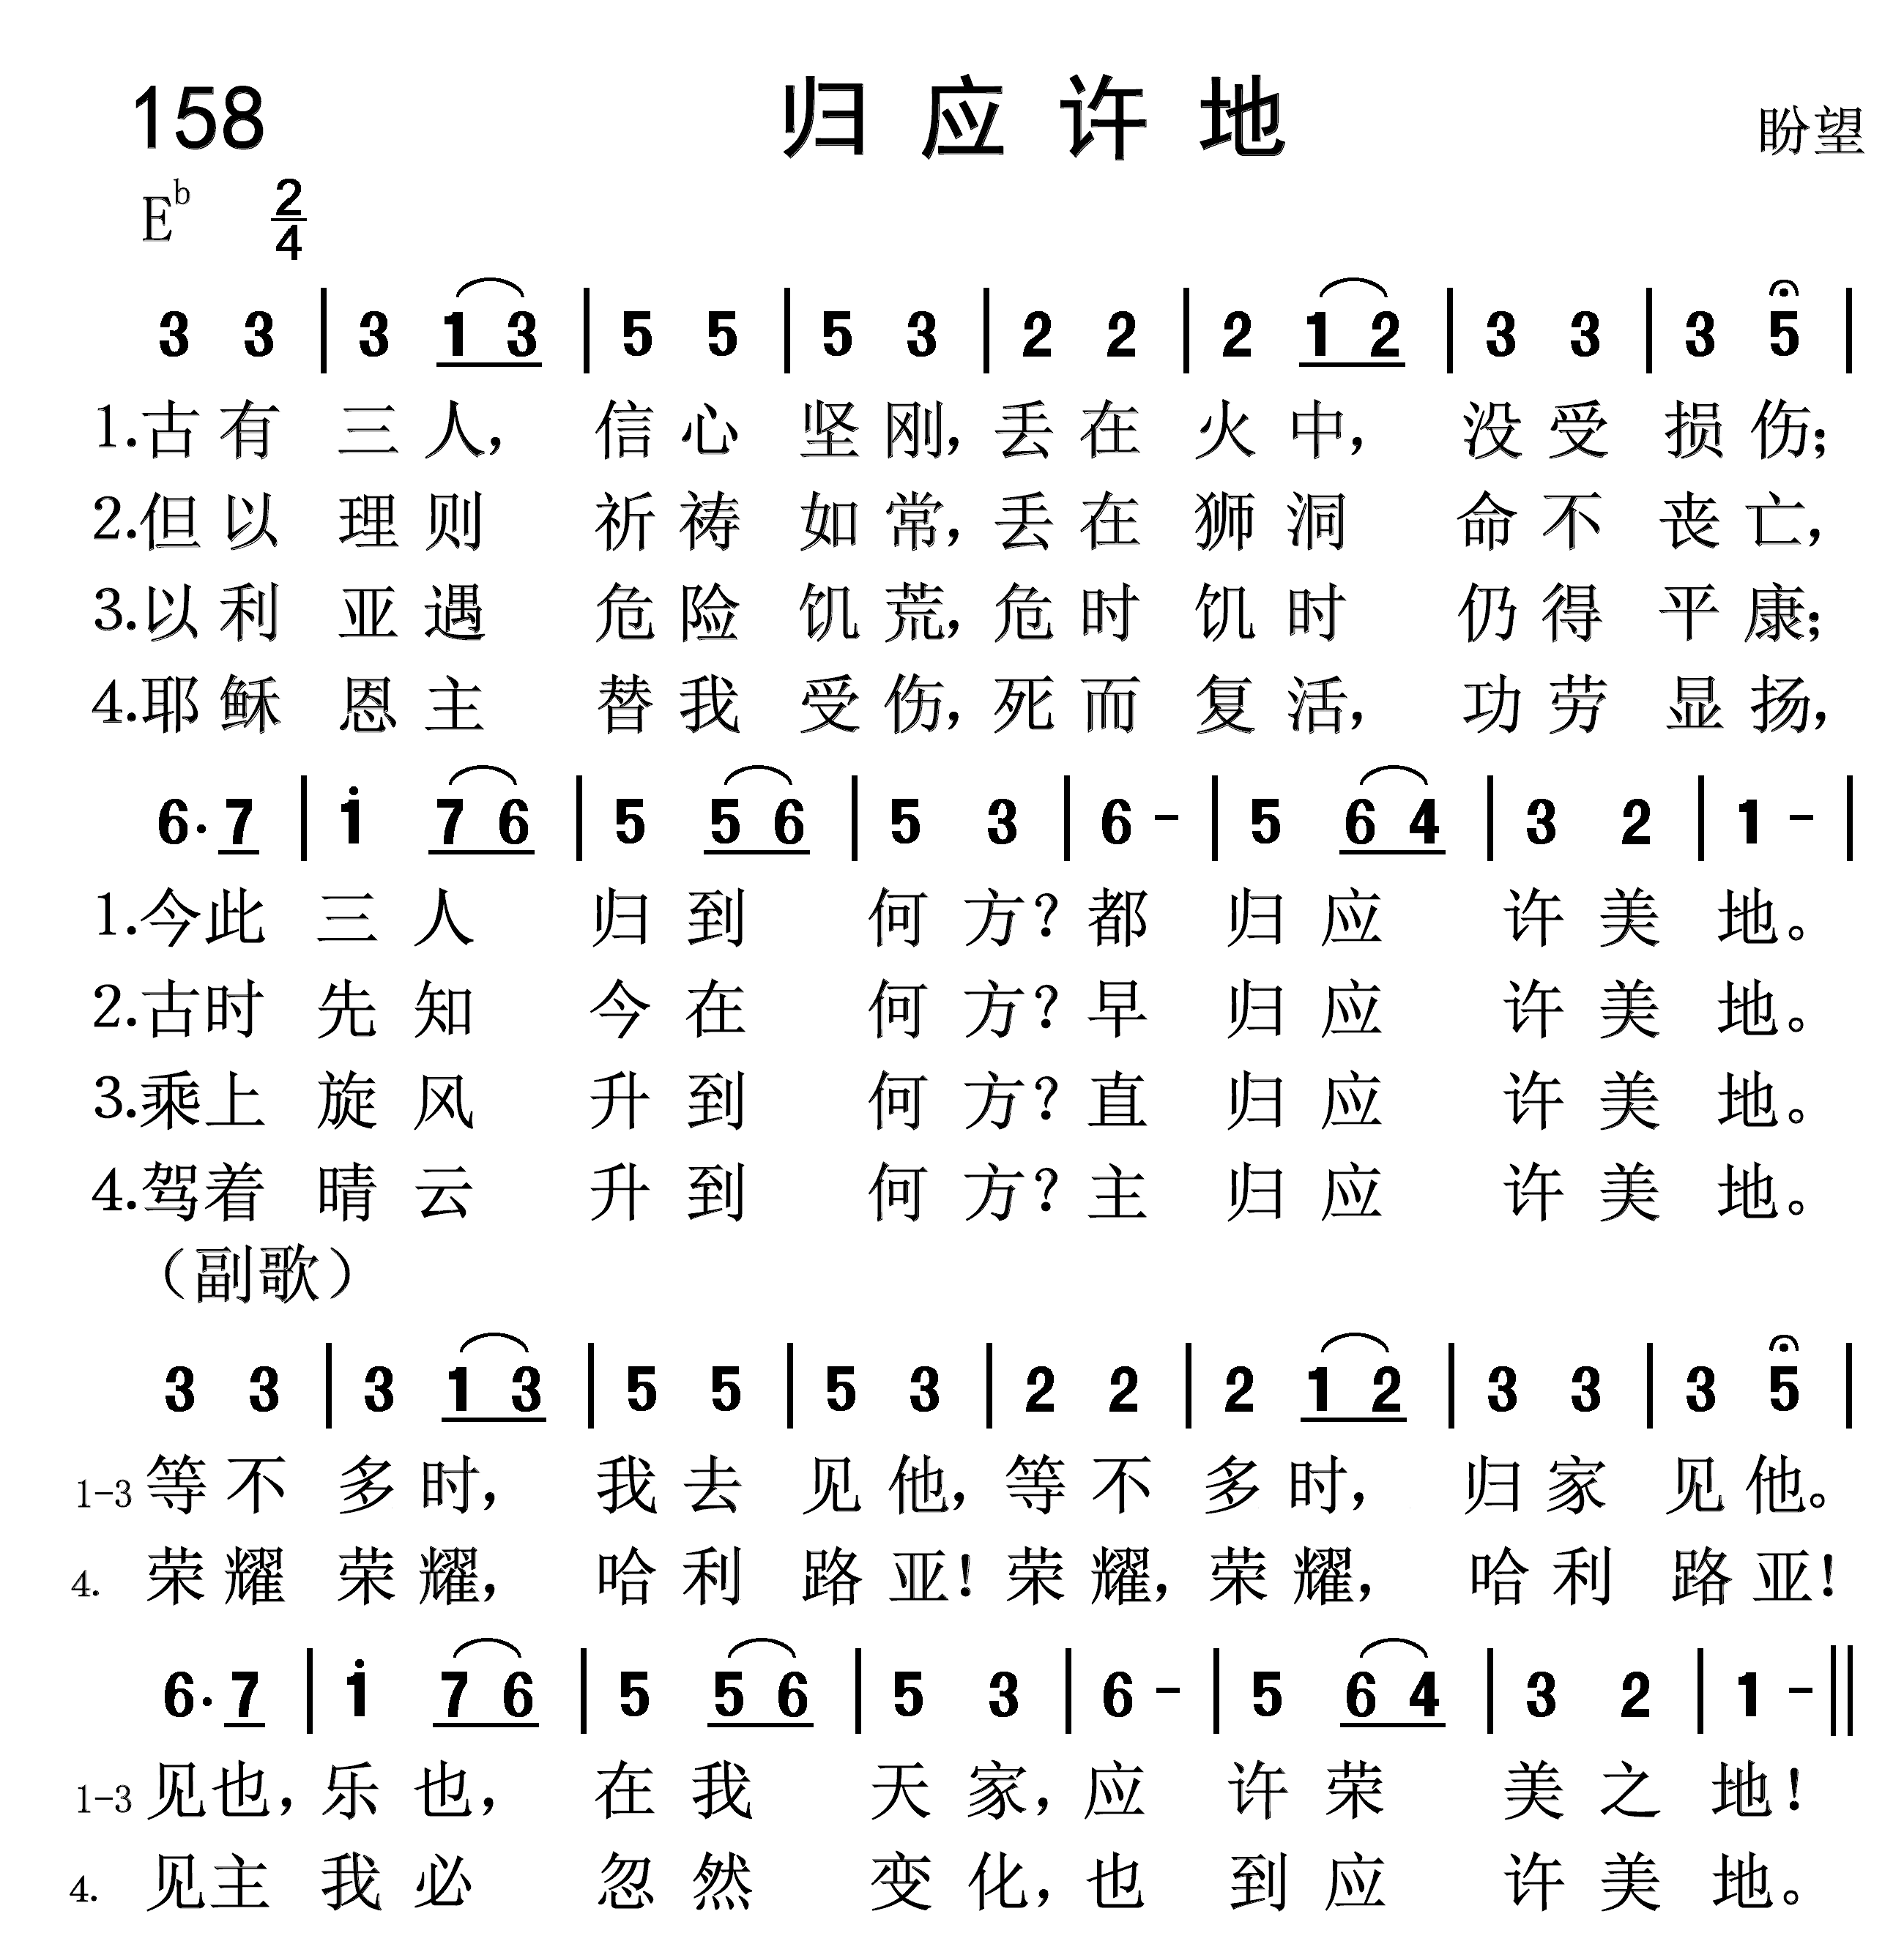 158 归应许地 盼望
E♭ 2/4
3 3 | 3 1 3 | 5 5 | 5 3 | 2 2 | 2 1 2 | 3 3 | 3 5 |
1.古有三人，信心坚刚，丢在火中，没受损伤；
2.但以理则祈祷如常，丢在狮洞命不丧亡，
3.以利亚遇危险饥荒，危时饥时仍得平康；
4.耶稣恩主替我受伤，死而复活，功劳显扬，
6. 7 | i 7 6 | 5 5 6 | 5 3 | 6 - | 5 6 4 | 3 2 | 1 - |
1.今此三人归到何方？都归应许美地。
2.古时先知今在何方？早归应许美地。
3.乘上旋风升到何方？直归应许美地。
4.驾着晴云升到何方？主归应许美地。
（副歌）
3 3 | 3 1 3 | 5 5 | 5 3 | 2 2 | 2 1 2 | 3 3 | 3 5 |
1-3 等不多时，我去见他，等不多时，归家见他。
4. 荣耀荣耀，哈利路亚！荣耀，荣耀，哈利路亚！
6. 7 | i 7 6 | 5 5 6 | 5 3 | 6 - | 5 6 4 | 3 2 | 1 - ||
1-3 见也，乐也，在我天家，应许荣美之地！
4. 见主我必忽然变化，也到应许美地。